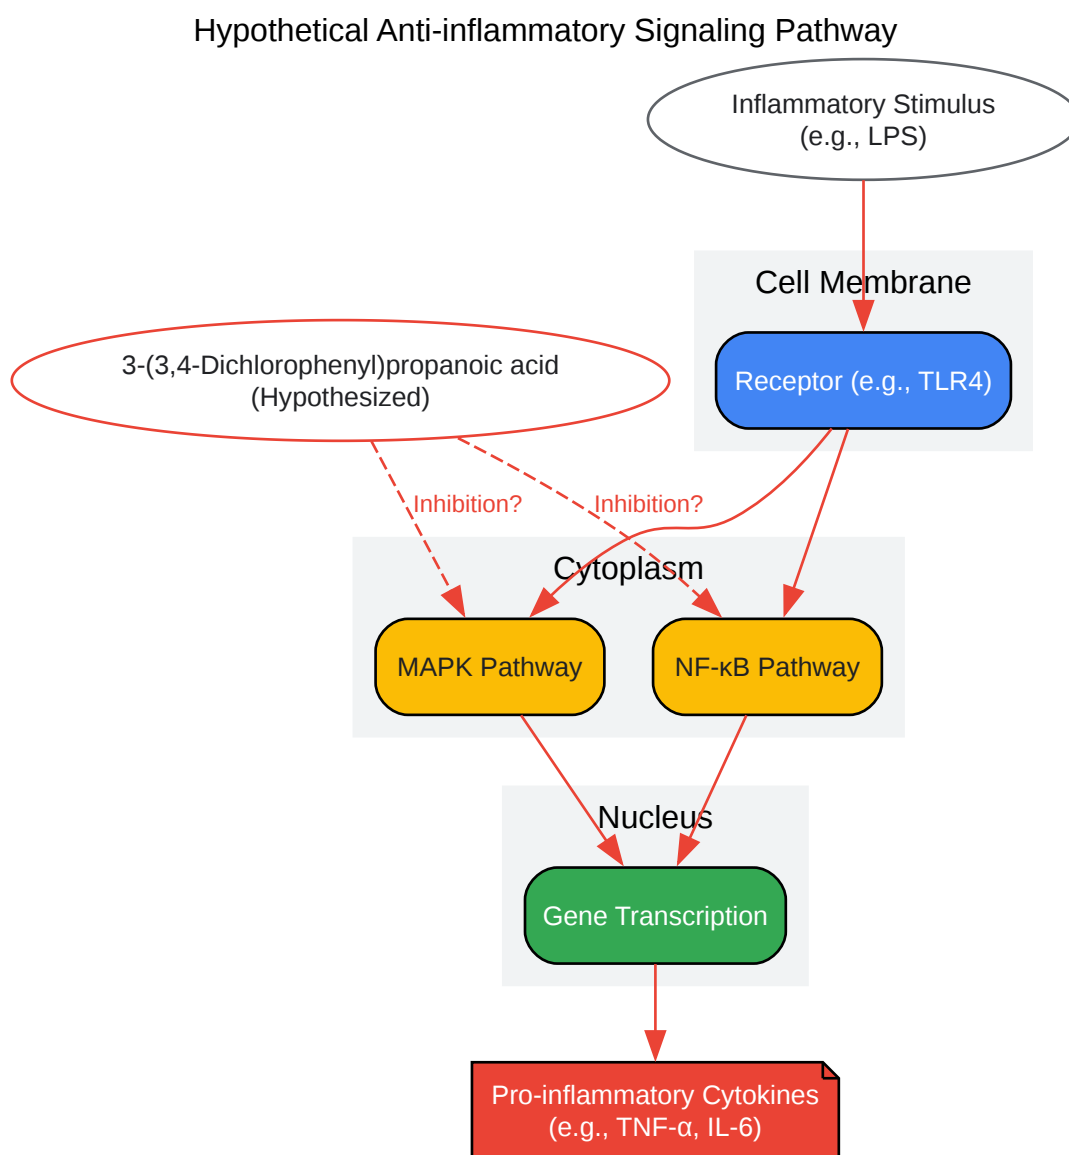 Hypothetical Anti-inflammatory Signaling Pathway
Inflammatory Stimulus
(e.g., LPS)
Cell Membrane
Receptor (e.g., TLR4)
3-(3,4-Dichlorophenyl)propanoic acid
(Hypothesized)
Inhibition?
Inhibition?
Cytoplasm
MAPK Pathway
NF-κB Pathway
Nucleus
Gene Transcription
Pro-inflammatory Cytokines
(e.g., TNF-α, IL-6)